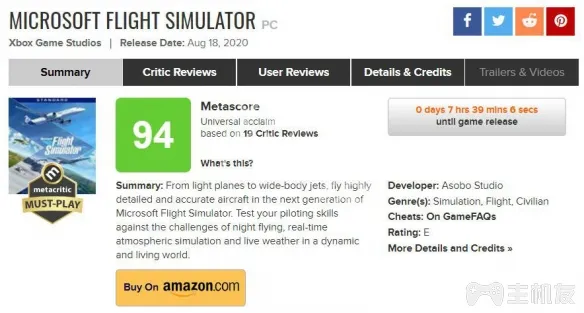 MICROSOFT FLIGHT SIMULATOR PC
Xbox Game Studios | Release Date: Aug 18, 2020
Summary
Critic Reviews
User Reviews
Details & Credits
Trailers & Videos
STANDARD
Flight
Simulator
metacritic
MUST-PLAY
94
Metascore
Universal acclaim
based on 19 Critic Reviews
What's this?
0 days 7 hrs 39 mins 6 secs
until game release
Summary: From light planes to wide-body jets, fly highly
detailed and accurate aircraft in the next generation of
Microsoft Flight Simulator. Test your piloting skills
against the challenges of night flying, real-time
atmospheric simulation and live weather in a dynamic
and living world.
Developer: Asobo Studio
Genre(s): Simulation, Flight, Civilian
Cheats: On GameFAQs
Rating: E
More Details and Credits »
Buy On amazon.com
主机友